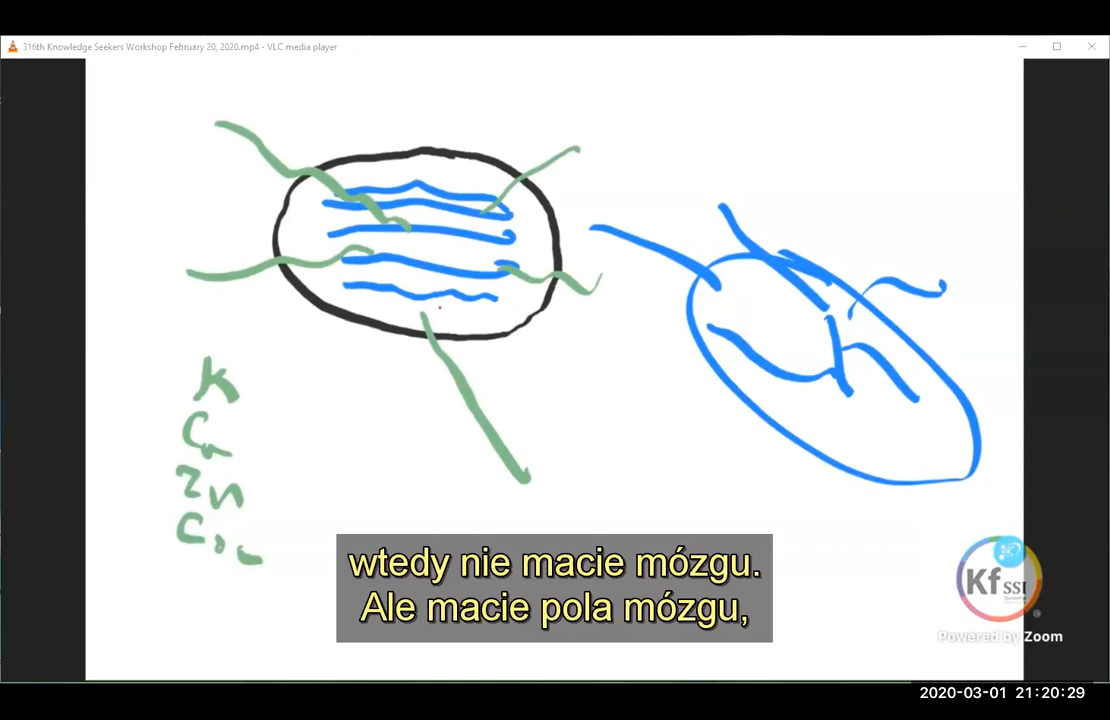 316th Knowledge Seekers Workshop February 20, 2020.mp4 - VLC media player
K
Zn
wtedy nie macie mózgu.
Ale macie pola mózgu,
Kf SSI
Powered by Zoom
2020-03-01 21:20:29